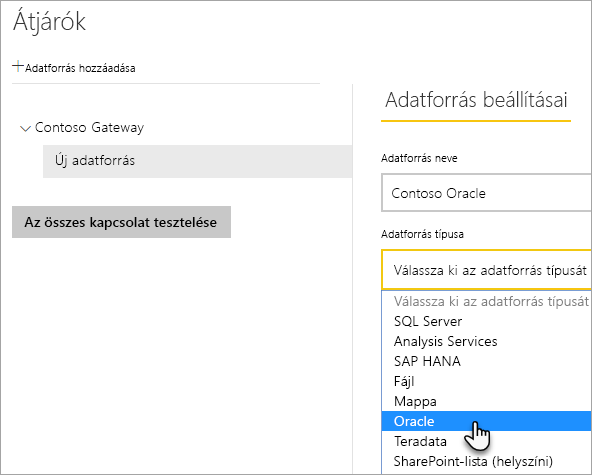 Átjárók
+ Adatforrás hozzáadása
Contoso Gateway
Új adatforrás
Az összes kapcsolat tesztelése
Adatforrás beállításai
Adatforrás neve
Contoso Oracle
Adatforrás típusa
Válassza ki az adatforrás típusát
Válassza ki az adatforrás típusát
SQL Server
Analysis Services
SAP HANA
Fájl
Mappa
Oracle
Teradata
SharePoint-lista (helyszíni)